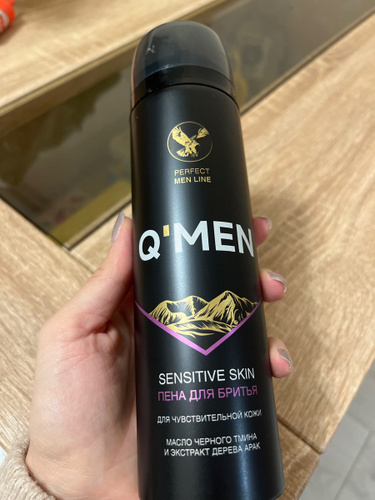 PERFECT
MEN LINE
Q'MEN
SENSITIVE SKIN
ПЕНА ДЛЯ БРИТЬЯ
ДЛЯ ЧУВСТВИТЕЛЬНОЙ КОЖИ
МАСЛО ЧЕРНОГО ТМИНА
И ЭКСТРАКТ ДЕРЕВА АРАК